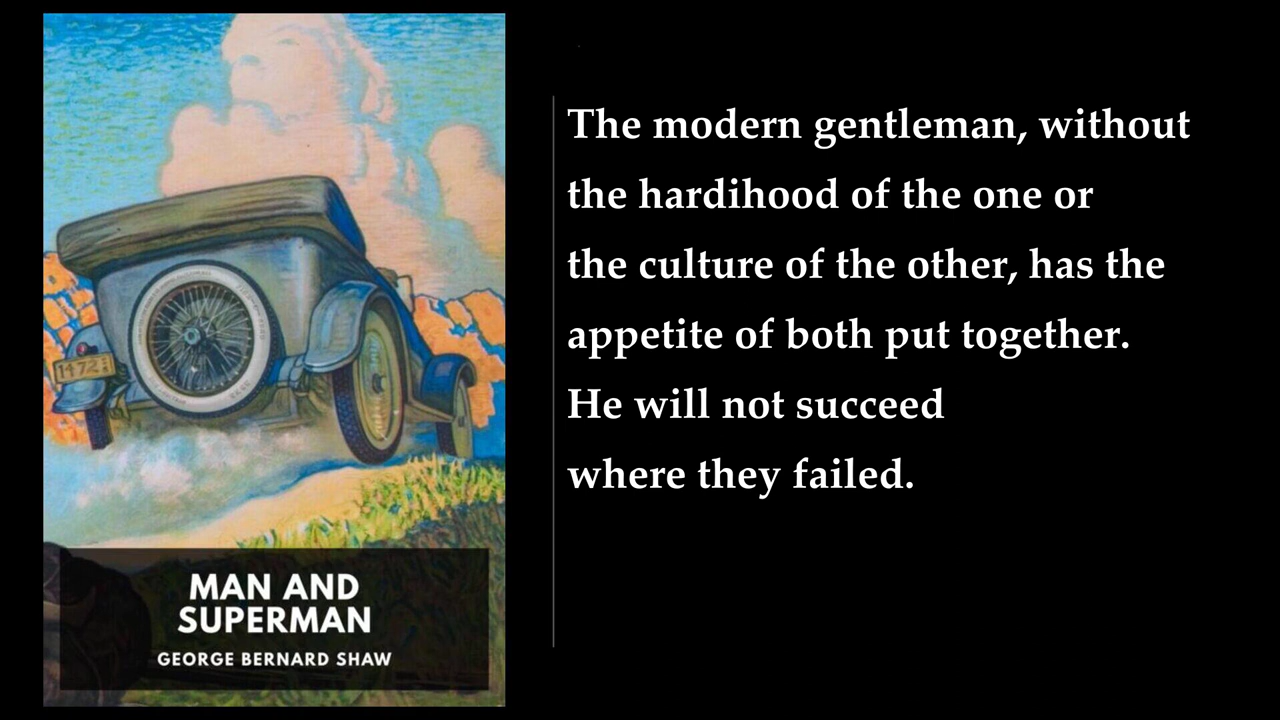 The modern gentleman, without
the hardihood of the one or
the culture of the other, has the
appetite of both put together.
He will not succeed
where they failed.
1472
MAN AND
SUPERMAN
GEORGE BERNARD SHAW